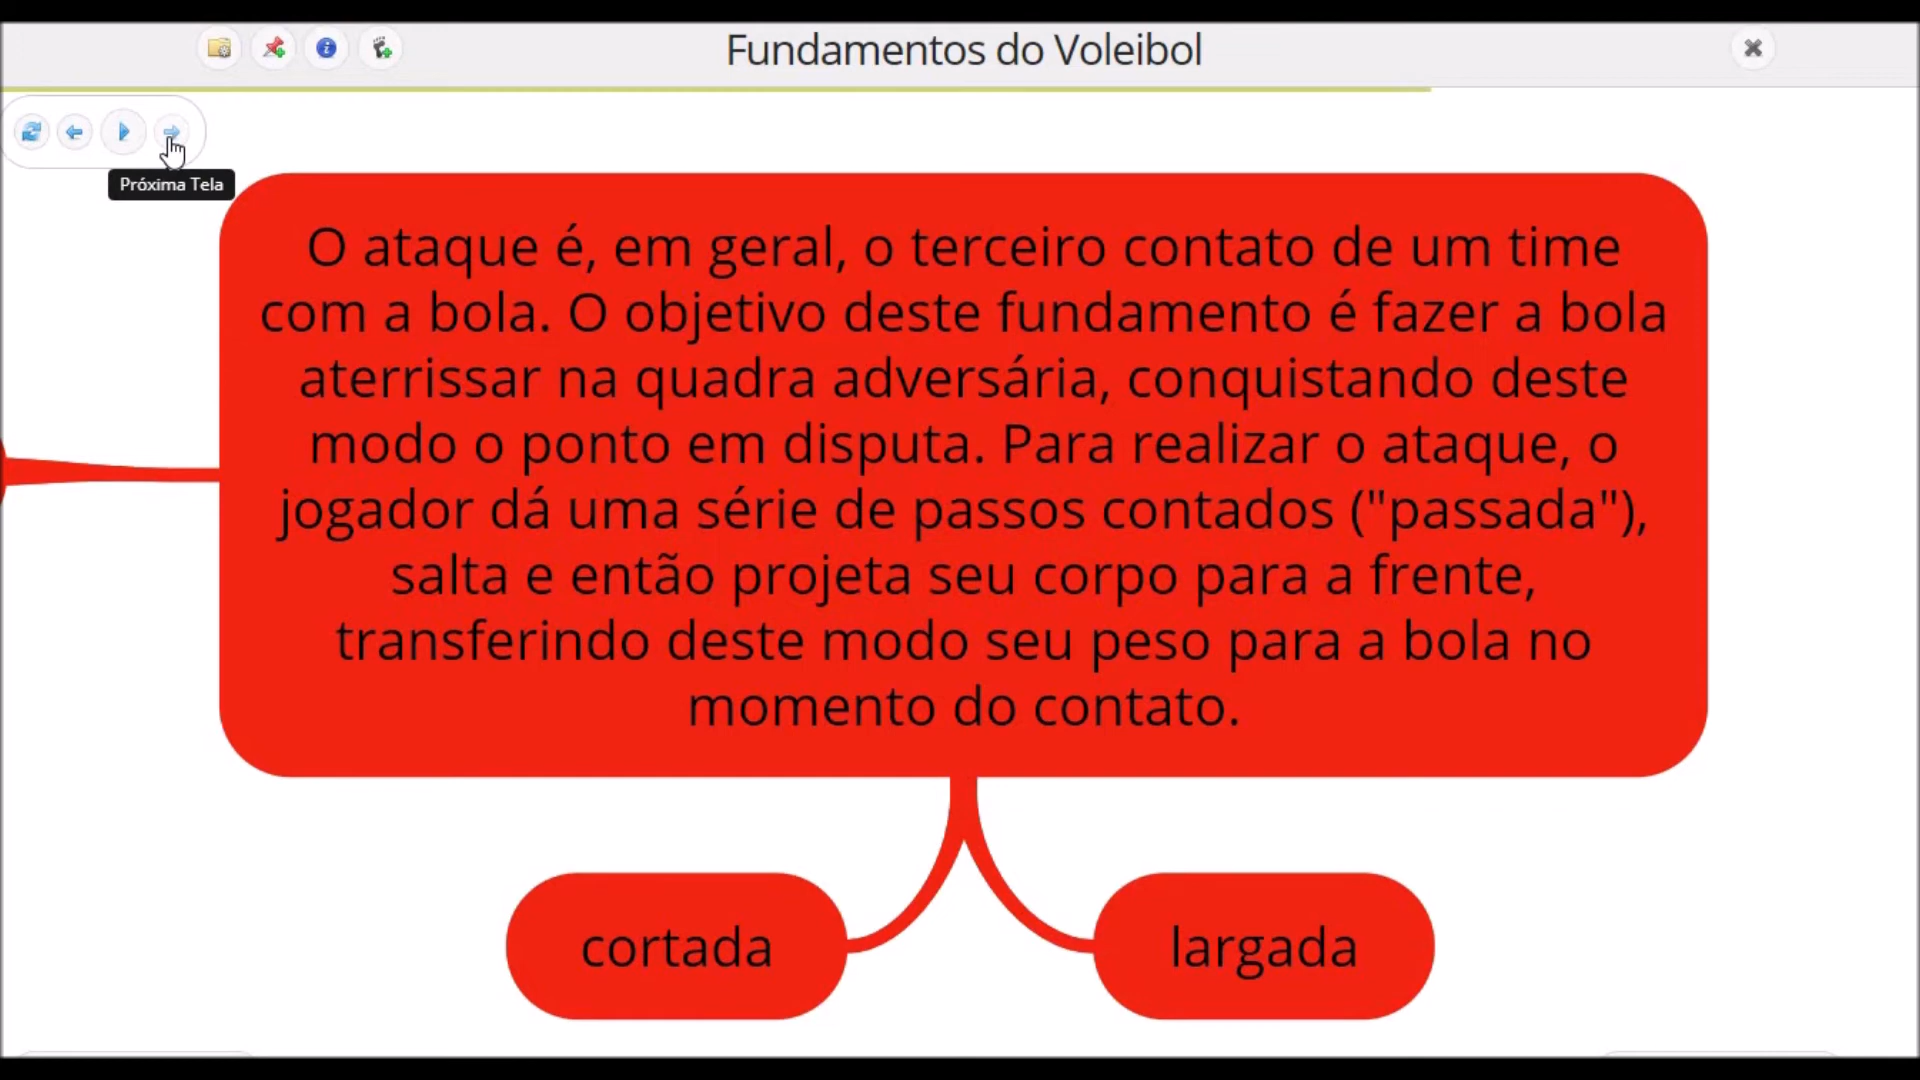 Fundamentos do Voleibol
Próxima Tela
O ataque é, em geral, o terceiro contato de um time
com a bola. O objetivo deste fundamento é fazer a bola
aterrissar na quadra adversária, conquistando deste
modo o ponto em disputa. Para realizar o ataque, o
jogador dá uma série de passos contados ("passada"),
salta e então projeta seu corpo para a frente,
transferindo deste modo seu peso para a bola no
momento do contato.
cortada
largada